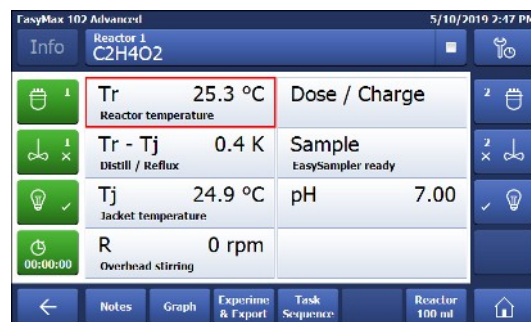 EasyMax 102 Advanced
5/10/2019 2:47 PM
Info
Reactor 1
C2H4O2
1
Tr 25.3 °C
Reactor temperature
Dose / Charge
2
1
Tr - Tj 0.4 K
Distill / Reflux
Sample
EasySampler ready
2
Tj 24.9 °C
Jacket temperature
pH 7.00
00:00:00
R 0 rpm
Overhead stirring
Notes
Graph
Experime
& Export
Task
Sequence
Reactor
100 ml